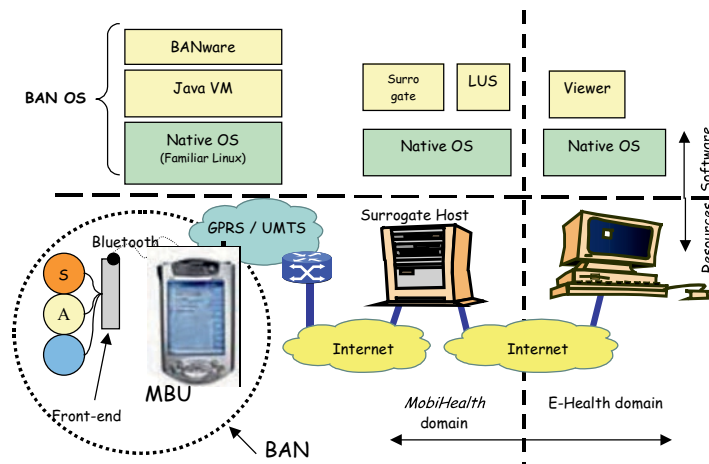 BANware
BAN OS
Java VM
Native OS
(Familiar Linux)
Surro
gate
LUS
Viewer
Native OS
Native OS
Software
Resources
GPRS / UMTS
Surrogate Host
Bluetooth
S
A
MBU
Front-end
BAN
Internet
Internet
MobiHealth
domain
E-Health domain